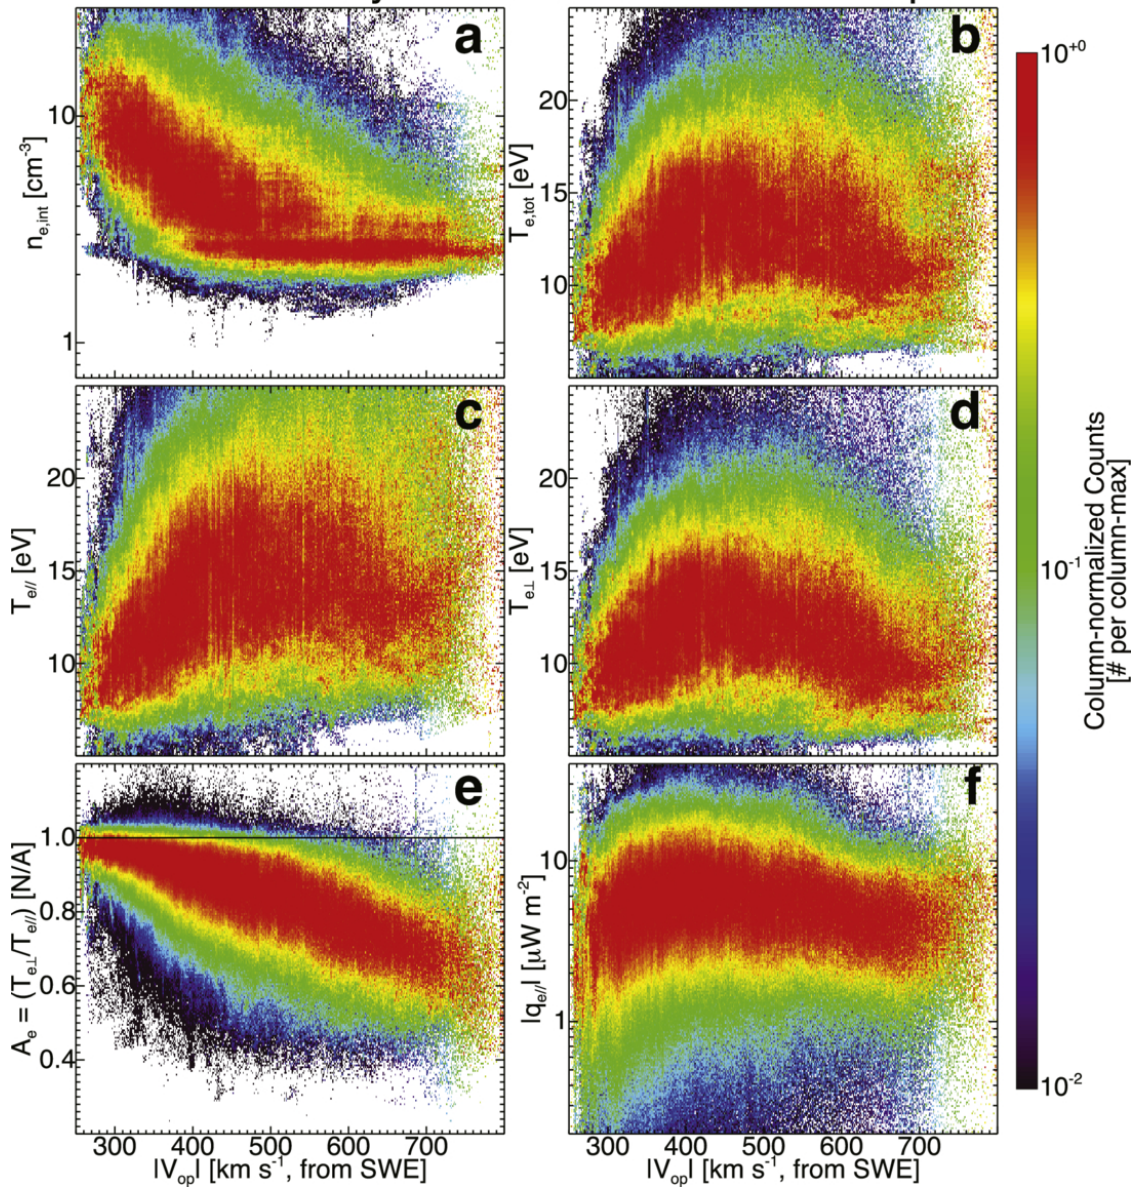 a
b
10
1
n_e,int [cm⁻³]
20
15
10
T_e,tot [eV]
c
d
20
15
10
T_e// [eV]
20
15
10
T_e⊥ [eV]
e
f
1.0
0.8
0.6
0.4
A_e = (T_e⊥/T_e//) [N/A]
10
1
|q_e//| [μW m⁻²]
300 400 500 600 700
|V_op| [km s⁻¹, from SWE]
300 400 500 600 700
|V_op| [km s⁻¹, from SWE]
10⁺⁰
10⁻¹
10⁻²
Column-normalized Counts
[# per column-max]